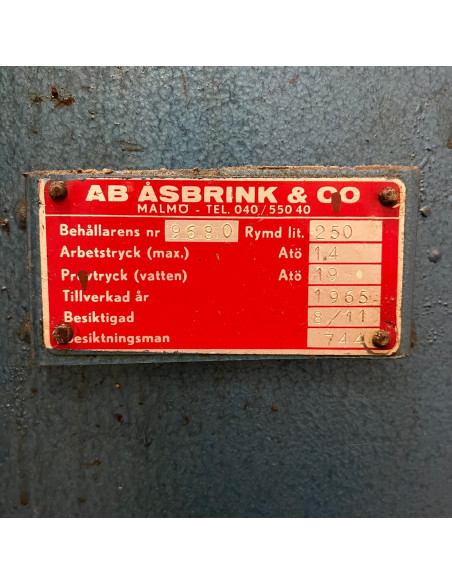 AB ÅSBRINK & CO
MALMÖ - TEL. 040/550 40
Behållarens nr 9680 Rymd lit. 250
Arbetstryck (max.) Atö 14
Provtryck (vatten) Atö 19
Tillverkad år 1965
Besiktigad 8/11
Besiktningsman 744